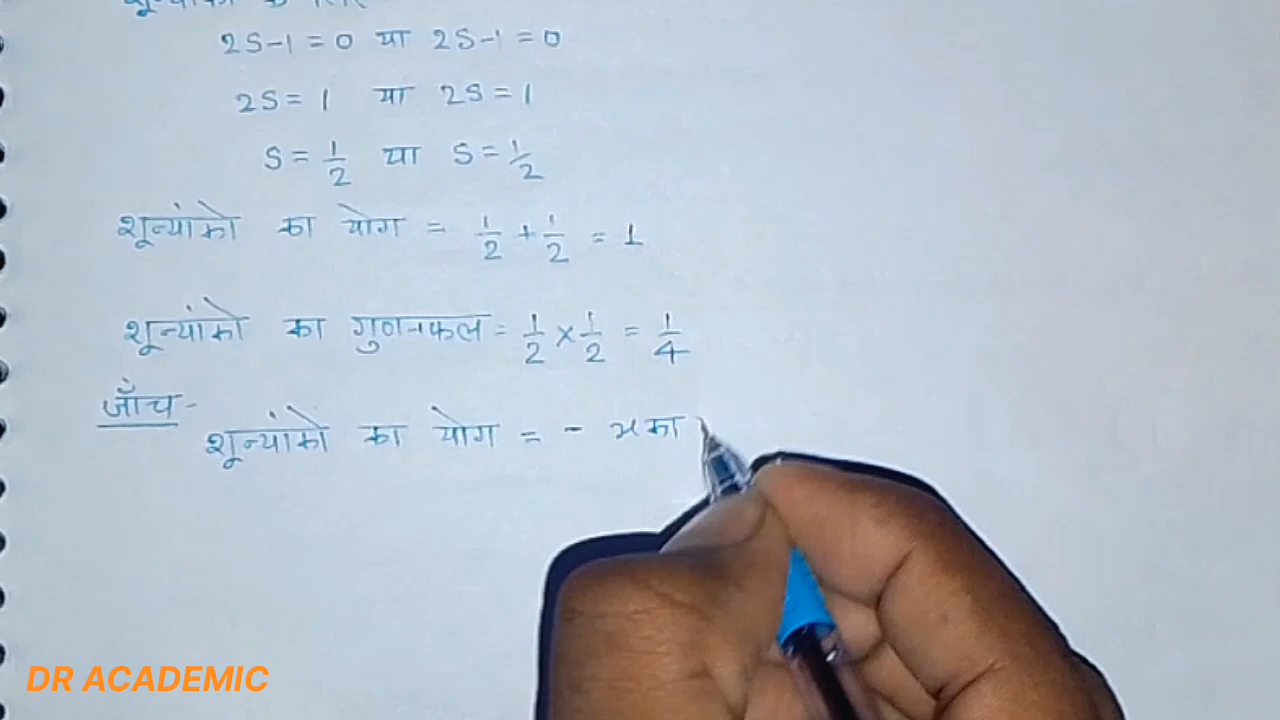 शून्यांको के लिए
2S-1=0 या 2S-1=0
2S=1 या 2S=1
S=1/2 या S=1/2
शून्यांको का योग = 1/2+1/2=1
शून्यांको का गुणनफल=1/2×1/2=1/4
जाँच-
शून्यांको का योग = - x का
DR ACADEMIC